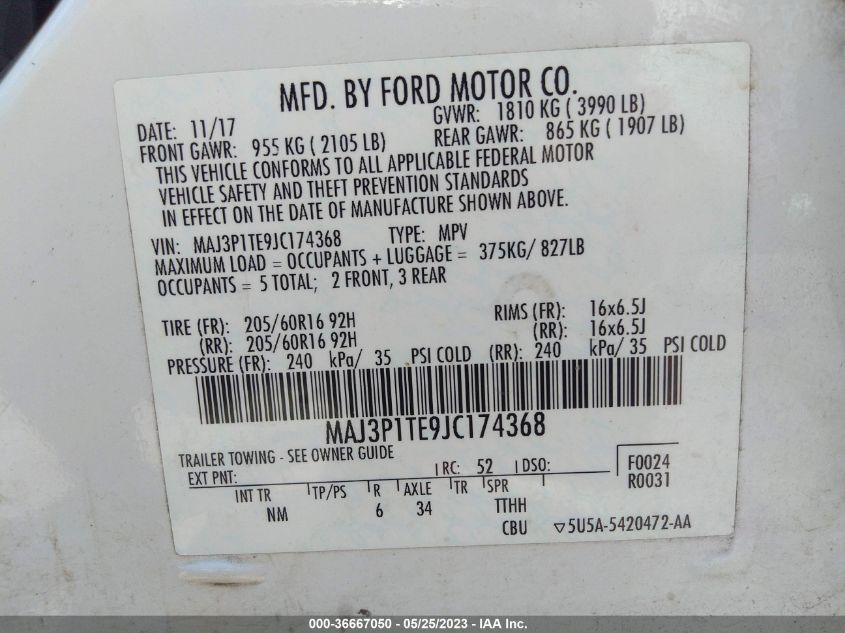 MFD. BY FORD MOTOR CO.
DATE: 11/17 GVWR: 1810 KG ( 3990 LB)
FRONT GAWR: 955 KG ( 2105 LB) REAR GAWR: 865 KG ( 1907 LB)
THIS VEHICLE CONFORMS TO ALL APPLICABLE FEDERAL MOTOR
VEHICLE SAFETY AND THEFT PREVENTION STANDARDS
IN EFFECT ON THE DATE OF MANUFACTURE SHOWN ABOVE.
VIN: MAJ3P1TE9JC174368 TYPE: MPV
MAXIMUM LOAD = OCCUPANTS + LUGGAGE = 375KG/ 827LB
OCCUPANTS = 5 TOTAL; 2 FRONT, 3 REAR
TIRE (FR): 205/60R16 92H RIMS (FR): 16x6.5J
(RR): 205/60R16 92H (RR): 16x6.5J
PRESSURE (FR): 240 kPa/ 35 PSI COLD (RR): 240 kPa/ 35 PSI COLD
MAJ3P1TE9JC174368
TRAILER TOWING - SEE OWNER GUIDE
EXT PNT: RC: 52 DSO: F0024
R0031
INT TR TP/PS R AXLE TR SPR
NM 6 34 TTHH
CBU ▽5U5A-5420472-AA
000-36667050 - 05/25/2023 - IAA Inc.